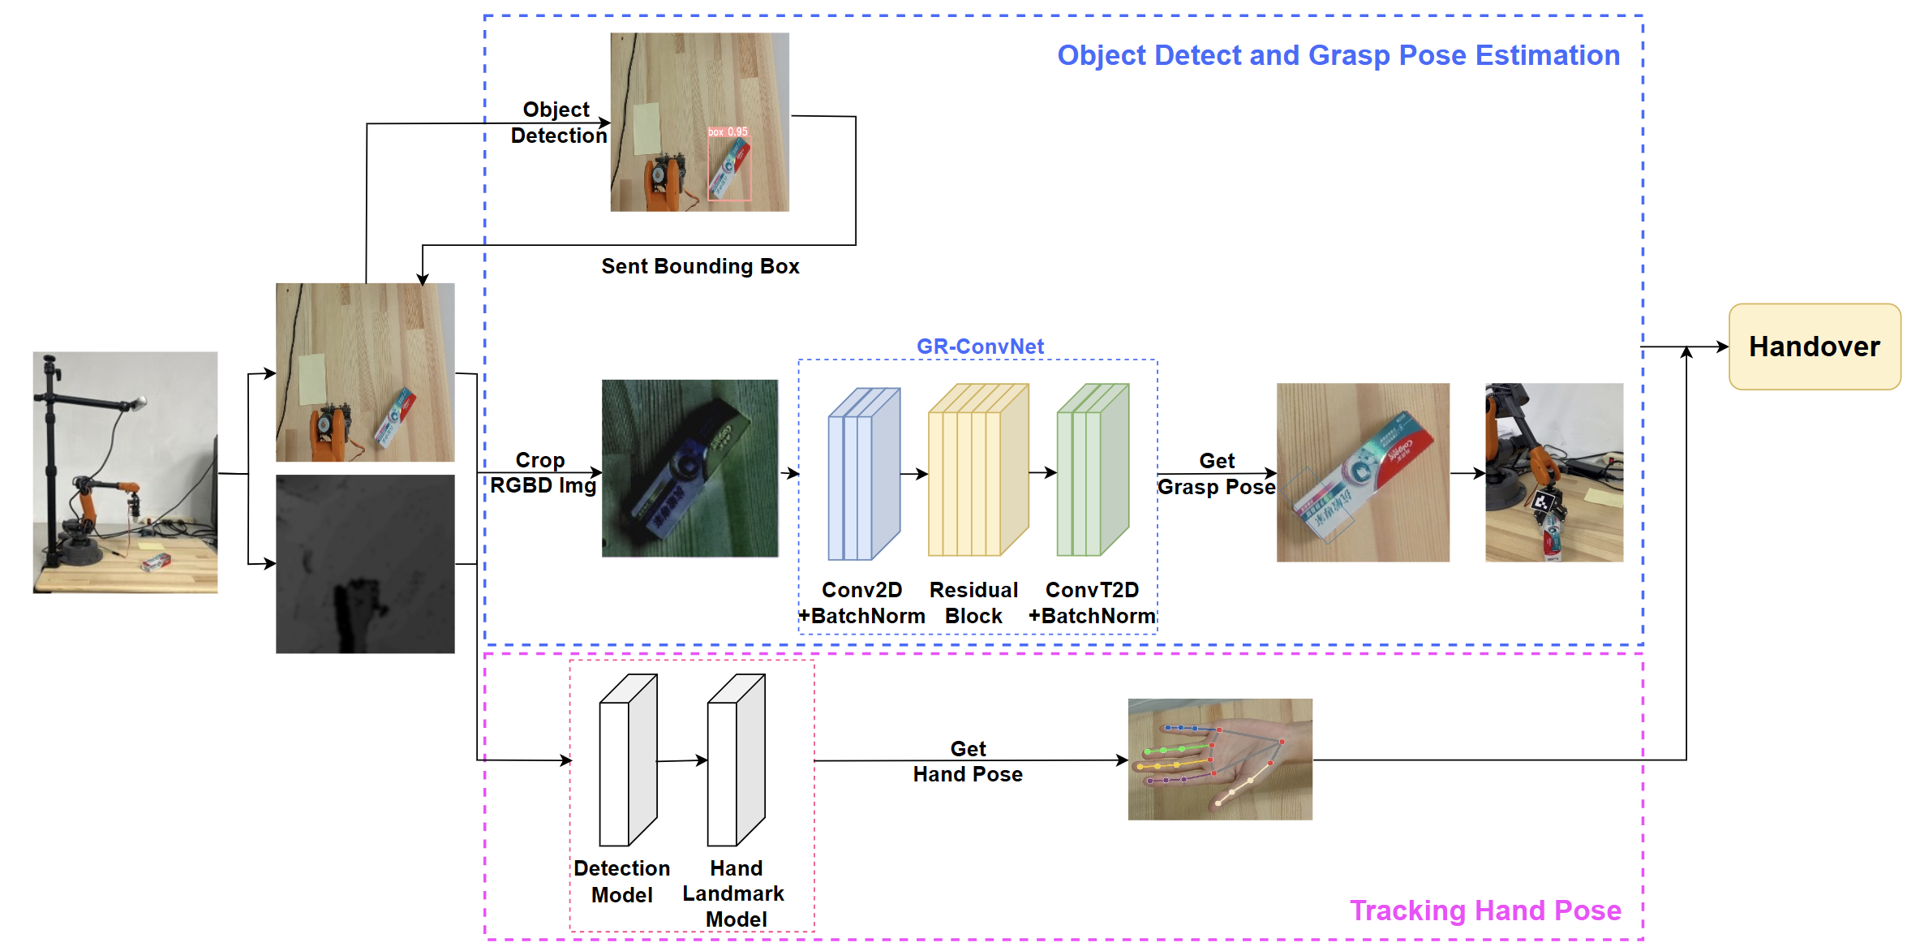 Object Detect and Grasp Pose Estimation
Object
Detection
box 0.95
Sent Bounding Box
GR-ConvNet
Crop
RGBD Img
Conv2D
+BatchNorm
Residual
Block
ConvT2D
+BatchNorm
Get
Grasp Pose
Handover
Detection
Model
Hand
Landmark
Model
Get
Hand Pose
Tracking Hand Pose